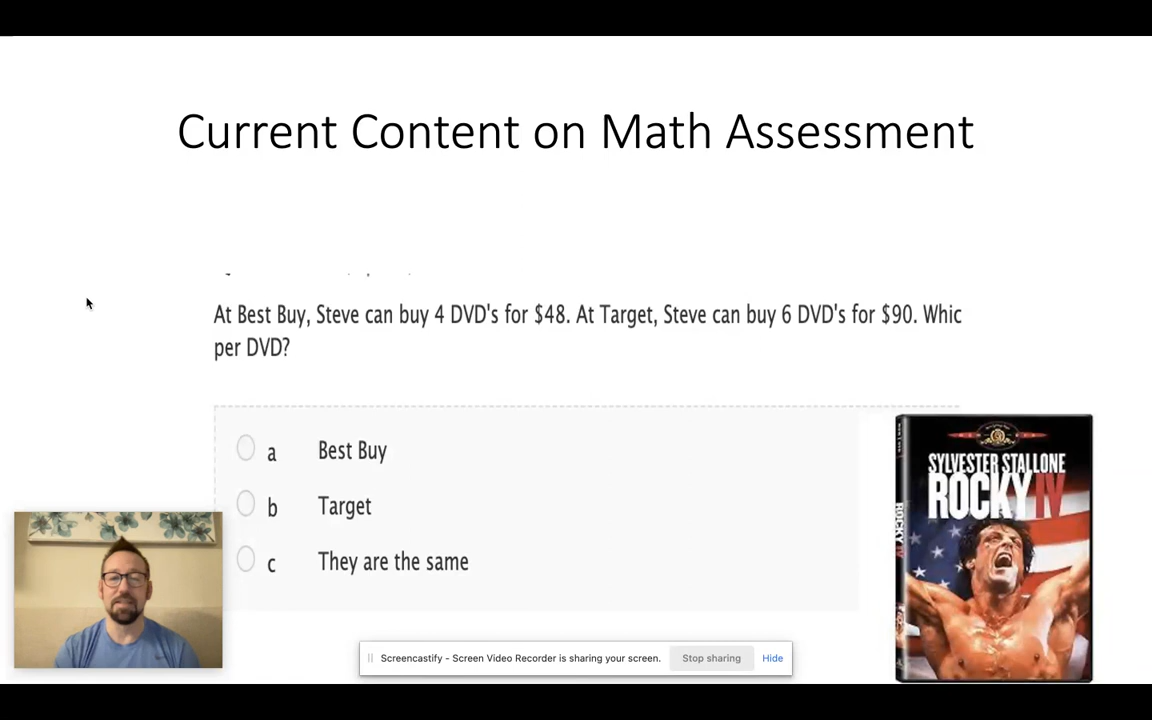 Current Content on Math Assessment
At Best Buy, Steve can buy 4 DVD's for $48. At Target, Steve can buy 6 DVD's for $90. Whic
per DVD?
a Best Buy
b Target
c They are the same
SYLVESTER STALLONE
ROCKY IV
Screencastify - Screen Video Recorder is sharing your screen. Stop sharing Hide